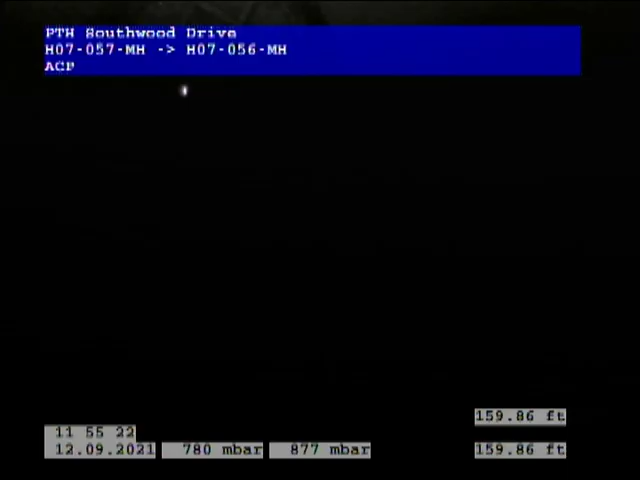 PTH Southwood Drive
H07-057-MH -> H07-056-MH
ACP
159.86 ft
11 55 22
12.09.2021 780 mbar 877 mbar 159.86 ft